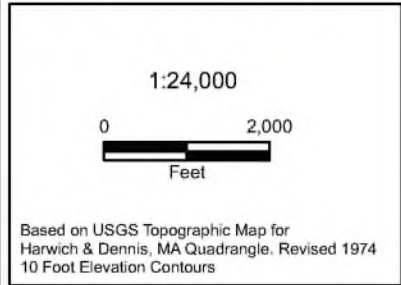 1:24,000
0 2,000
Feet
Based on USGS Topographic Map for
Harwich & Dennis, MA Quadrangle. Revised 1974
10 Foot Elevation Contours